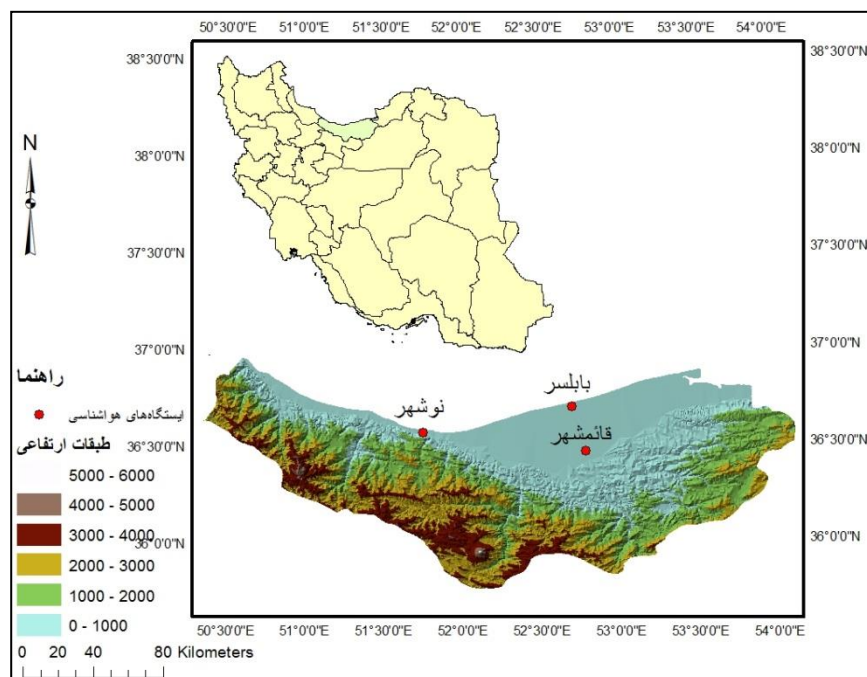 50°30'0"E 51°0'0"E 51°30'0"E 52°0'0"E 52°30'0"E 53°0'0"E 53°30'0"E 54°0'0"E
38°30'0"N
38°30'0"N
N
38°0'0"N
38°0'0"N
37°30'0"N
37°30'0"N
37°0'0"N
37°0'0"N
بابلسر
نوشهر
قائمشهر
36°30'0"N
36°30'0"N
36°0'0"N
36°0'0"N
راهنما
ایستگاه‌های هواشناسی
طبقات ارتفاعی
5000 - 6000
4000 - 5000
3000 - 4000
2000 - 3000
1000 - 2000
0 - 1000
0 20 40 80 Kilometers
50°30'0"E 51°0'0"E 51°30'0"E 52°0'0"E 52°30'0"E 53°0'0"E 53°30'0"E 54°0'0"E